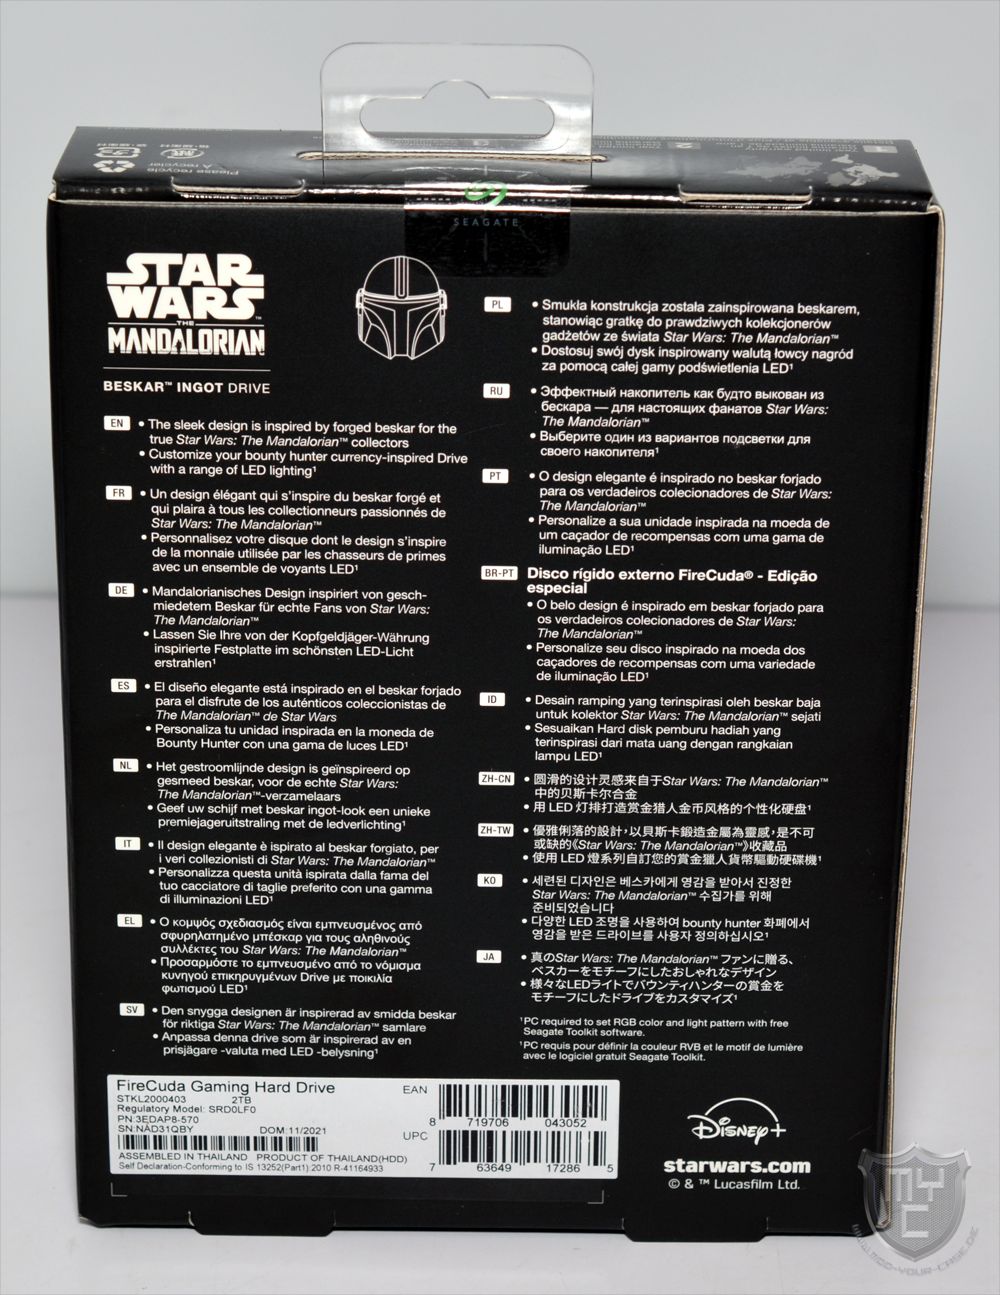 Please recycle
À recycler
SEAGATE
STAR
WARS™
THE
MANDALORIAN
BESKAR™ INGOT DRIVE
EN
• The sleek design is inspired by forged beskar for the
true Star Wars: The Mandalorian™ collectors
• Customize your bounty hunter currency-inspired Drive
with a range of LED lighting¹
FR
• Un design élégant qui s'inspire du beskar forgé et
qui plaira à tous les collectionneurs passionnés de
Star Wars: The Mandalorian™
• Personnalisez votre disque dont le design s'inspire
de la monnaie utilisée par les chasseurs de primes
avec un ensemble de voyants LED¹
DE
• Mandalorianisches Design inspiriert von gesch-
miedetem Beskar für echte Fans von Star Wars:
The Mandalorian™
• Lassen Sie Ihre von der Kopfgeldjäger-Währung
inspirierte Festplatte im schönsten LED-Licht
erstrahlen¹
ES
• El diseño elegante está inspirado en el beskar forjado
para el disfrute de los auténticos coleccionistas de
The Mandalorian™ de Star Wars
• Personaliza tu unidad inspirada en la moneda de
Bounty Hunter con una gama de luces LED¹
NL
• Het gestroomlijnde design is geïnspireerd op
gesmeed beskar, voor de echte Star Wars:
The Mandalorian™-verzamelaars
• Geef uw schijf met beskar ingot-look een unieke
premiejageruitstraling met de ledverlichting¹
IT
• Il design elegante è ispirato al beskar forgiato, per
i veri collezionisti di Star Wars: The Mandalorian™
• Personalizza questa unità ispirata dalla fama del
tuo cacciatore di taglie preferito con una gamma
di illuminazioni LED¹
EL
• Ο κομψός σχεδιασμός είναι εμπνευσμένος από
σφυρηλατημένο μπέσκαρ για τους αληθινούς
συλλέκτες του Star Wars: The Mandalorian™
• Προσαρμόστε το εμπνευσμένο από το νόμισμα
κυνηγού επικηρυγμένων Drive με ποικιλία
φωτισμού LED¹
SV
• Den snygga designen är inspirerad av smidda beskar
för riktiga Star Wars: The Mandalorian™ samlare
• Anpassa denna drive som är inspirerad av en
prisjägare -valuta med LED -belysning¹
PL
• Smukła konstrukcja została zainspirowana beskarem,
stanowiąc gratkę do prawdziwych kolekcjonerów
gadżetów ze świata Star Wars: The Mandalorian™
• Dostosuj swój dysk inspirowany walutą łowcy nagród
za pomocą całej gamy podświetlenia LED¹
RU
• Эффектный накопитель как будто выкован из
бескара — для настоящих фанатов Star Wars:
The Mandalorian™
• Выберите один из вариантов подсветки для
своего накопителя¹
PT
• O design elegante é inspirado no beskar forjado
para os verdadeiros colecionadores de Star Wars:
The Mandalorian™
• Personalize a sua unidade inspirada na moeda de
um caçador de recompensas com uma gama de
iluminação LED¹
BR-PT
Disco rígido externo FireCuda® - Edição
especial
• O belo design é inspirado em beskar forjado para
os verdadeiros colecionadores de Star Wars:
The Mandalorian™
• Personalize seu disco inspirado na moeda dos
caçadores de recompensas com uma variedade
de iluminação LED¹
ID
• Desain ramping yang terinspirasi oleh beskar baja
untuk kolektor Star Wars: The Mandalorian™ sejati
• Sesuaikan Hard disk pemburu hadiah yang
terinspirasi dari mata uang dengan rangkaian
lampu LED¹
ZH-CN
• 圆滑的设计灵感来自于Star Wars: The Mandalorian™
中的贝斯卡尔合金
• 用 LED 灯排打造赏金猎人金币风格的个性化硬盘¹
ZH-TW
• 優雅俐落的設計，以貝斯卡鍛造金屬為靈感，是不可
或缺的《Star Wars: The Mandalorian™》收藏品
• 使用 LED 燈系列自訂您的賞金獵人貨幣驅動硬碟機¹
KO
• 세련된 디자인은 베스카에게 영감을 받아서 진정한
Star Wars: The Mandalorian™ 수집가를 위해
준비되었습니다
• 다양한 LED 조명을 사용하여 bounty hunter 화폐에서
영감을 받은 드라이브를 사용자 정의하십시오¹
JA
• 真のStar Wars: The Mandalorian™ ファンに贈る、
ベスカーをモチーフにしたおしゃれなデザイン
• 様々なLEDライトでバウンティハンターの賞金を
モチーフにしたドライブをカスタマイズ¹
¹PC required to set RGB color and light pattern with free
Seagate Toolkit software.
¹PC requis pour définir la couleur RVB et le motif de lumière
avec le logiciel gratuit Seagate Toolkit.
FireCuda Gaming Hard Drive
STKL2000403 2TB
Regulatory Model: SRD0LF0
PN:3EDAP8-570
SN:NAD31QBY DOM:11/2021
ASSEMBLED IN THAILAND PRODUCT OF THAILAND(HDD)
Self Declaration-Conforming to IS 13252(Part1) 2010 R-41164933
EAN
8 719706 043052
UPC
7 63649 17286 5
Disney+
starwars.com
© & ™ Lucasfilm Ltd.
MYC
WWW.MOD-YOUR-CASE.DE